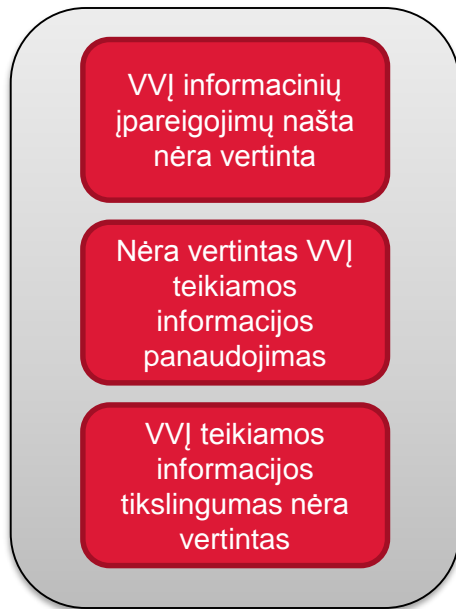 VVĮ informacinių
įpareigojimų našta
nėra vertinta
Nėra vertintas VVĮ
teikiamos
informacijos
panaudojimas
VVĮ teikiamos
informacijos
tikslingumas nėra
vertintas